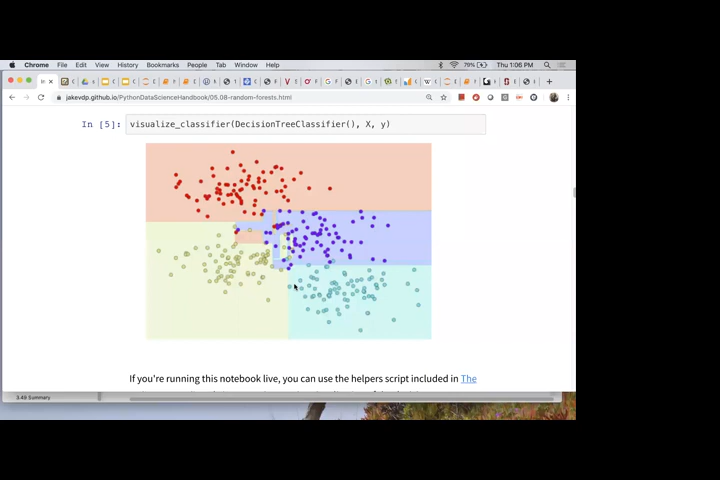 Chrome File Edit View History Bookmarks People Tab Window Help 79% Thu 1:06 PM
jakevdp.github.io/PythonDataScienceHandbook/05.08-random-forests.html
In [5]: visualize_classifier(DecisionTreeClassifier(), X, y)
If you're running this notebook live, you can use the helpers script included in The
3.49 Summary